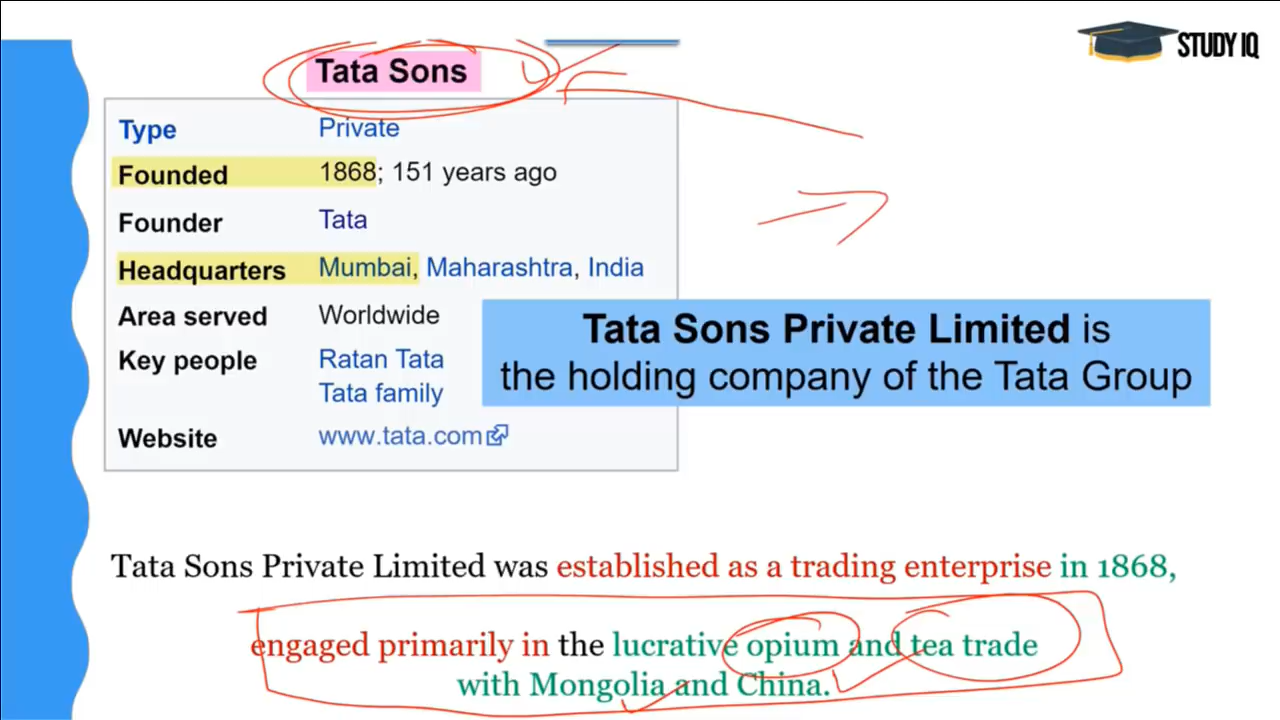 STUDY IQ
Tata Sons
Type Private
Founded 1868; 151 years ago
Founder Tata
Headquarters Mumbai, Maharashtra, India
Area served Worldwide
Key people Ratan Tata
Tata family
Website www.tata.com
Tata Sons Private Limited is
the holding company of the Tata Group
Tata Sons Private Limited was established as a trading enterprise in 1868,
engaged primarily in the lucrative opium and tea trade
with Mongolia and China.